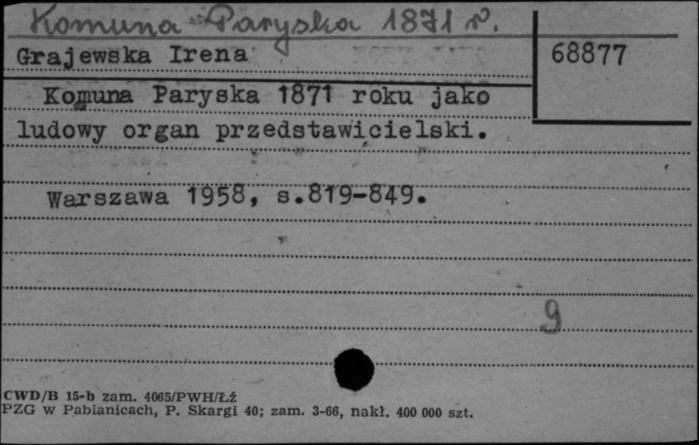 Komuna Paryska 1871 r.
Grajewska Irena
68877
Komuna Paryska 1871 roku jako
ludowy organ przedstawicielski.
Warszawa 1958, s.819-849.
9
CWD/B 15-b zam. 4065/PWH/Łź
PZG w Pabianicach, P. Skargi 40; zam. 3-66, nakł. 400 000 szt.